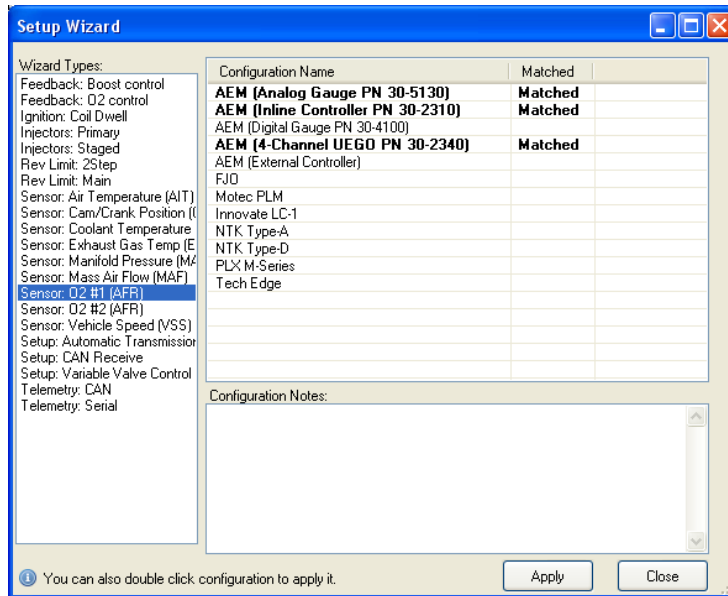 Setup Wizard
Wizard Types:
Feedback: Boost control
Feedback: O2 control
Ignition: Coil Dwell
Injectors: Primary
Injectors: Staged
Rev Limit: 2Step
Rev Limit: Main
Sensor: Air Temperature (AIT)
Sensor: Cam/Crank Position ((
Sensor: Coolant Temperature
Sensor: Exhaust Gas Temp (E
Sensor: Manifold Pressure (MA
Sensor: Mass Air Flow (MAF)
Sensor: O2 #1 (AFR)
Sensor: O2 #2 (AFR)
Sensor: Vehicle Speed (VSS)
Setup: Automatic Transmission
Setup: CAN Receive
Setup: Variable Valve Control
Telemetry: CAN
Telemetry: Serial
Configuration Name Matched
AEM (Analog Gauge PN 30-5130) Matched
AEM (Inline Controller PN 30-2310) Matched
AEM (Digital Gauge PN 30-4100)
AEM (4-Channel UEGO PN 30-2340) Matched
AEM (External Controller)
FJO
Motec PLM
Innovate LC-1
NTK Type-A
NTK Type-D
PLX M-Series
Tech Edge
Configuration Notes:
You can also double click configuration to apply it.
Apply
Close